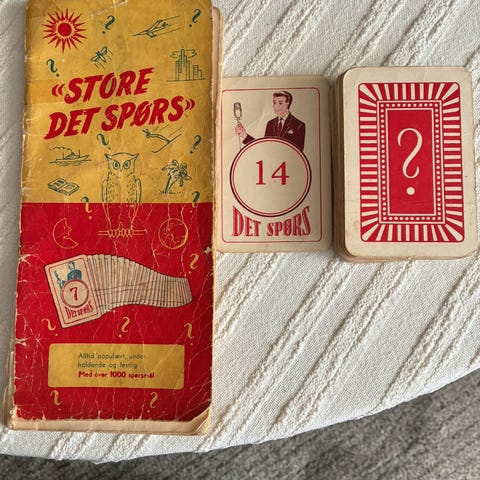 «STORE
DET SPØRS»
7
DET SPØRS
Alltid populært, under-
holdende og festlig
Med over 1000 spørsmål
14
DET SPØRS
?